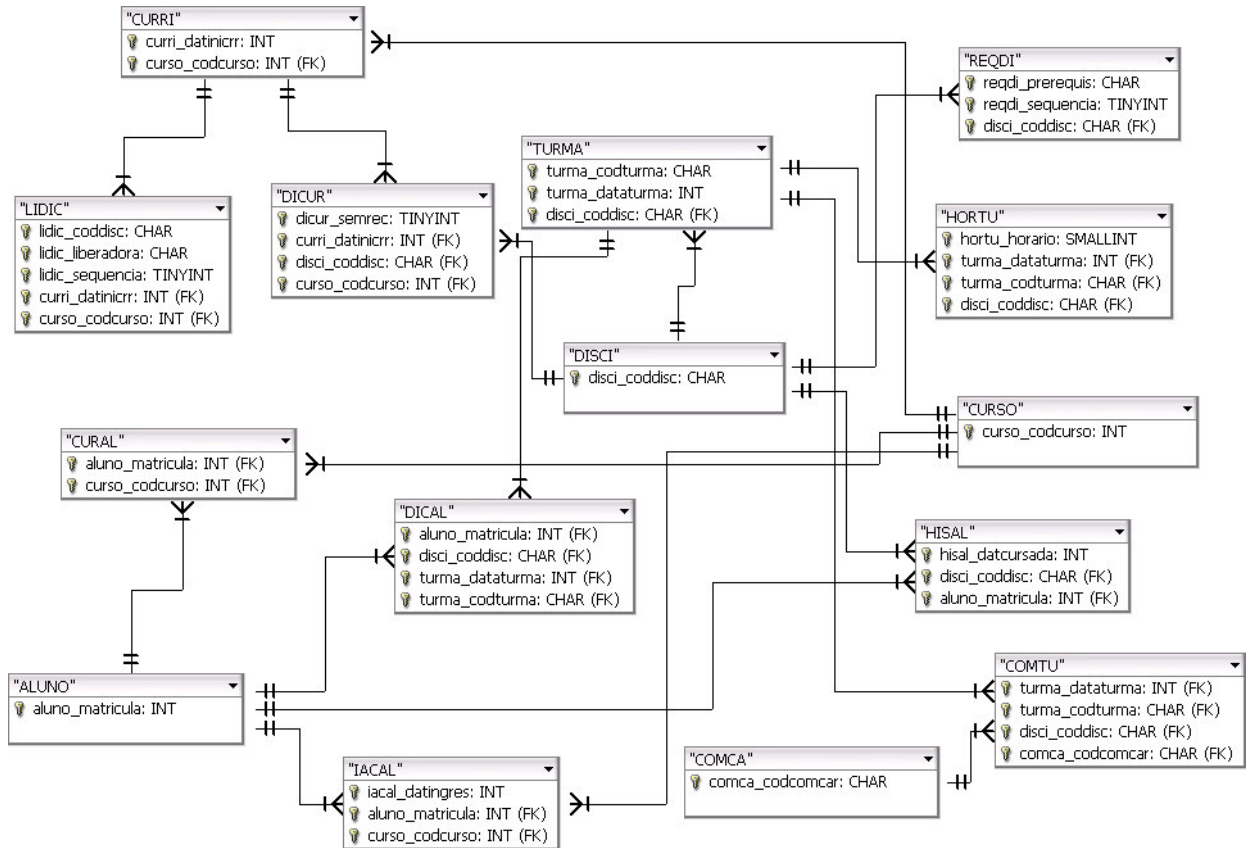 "CURRI"
curri_datinicrr: INT
curso_codcurso: INT (FK)
"REQDI"
reqdi_prerequis: CHAR
reqdi_sequencia: TINYINT
disci_coddisc: CHAR (FK)
"TURMA"
turma_codturma: CHAR
turma_dataturma: INT
disci_coddisc: CHAR (FK)
"LIDIC"
lidic_coddisc: CHAR
lidic_liberadora: CHAR
lidic_sequencia: TINYINT
curri_datinicrr: INT (FK)
curso_codcurso: INT (FK)
"DICUR"
dicur_semrec: TINYINT
curri_datinicrr: INT (FK)
disci_coddisc: CHAR (FK)
curso_codcurso: INT (FK)
"HORTU"
hortu_horario: SMALLINT
turma_dataturma: INT (FK)
turma_codturma: CHAR (FK)
disci_coddisc: CHAR (FK)
"DISCI"
disci_coddisc: CHAR
"CURSO"
curso_codcurso: INT
"CURAL"
aluno_matricula: INT (FK)
curso_codcurso: INT (FK)
"DICAL"
aluno_matricula: INT (FK)
disci_coddisc: CHAR (FK)
turma_dataturma: INT (FK)
turma_codturma: CHAR (FK)
"HISAL"
hisal_datcursada: INT
disci_coddisc: CHAR (FK)
aluno_matricula: INT (FK)
"ALUNO"
aluno_matricula: INT
"COMTU"
turma_dataturma: INT (FK)
turma_codturma: CHAR (FK)
disci_coddisc: CHAR (FK)
comca_codcomcar: CHAR (FK)
"IACAL"
iacal_datingres: INT
aluno_matricula: INT (FK)
curso_codcurso: INT (FK)
"COMCA"
comca_codcomcar: CHAR